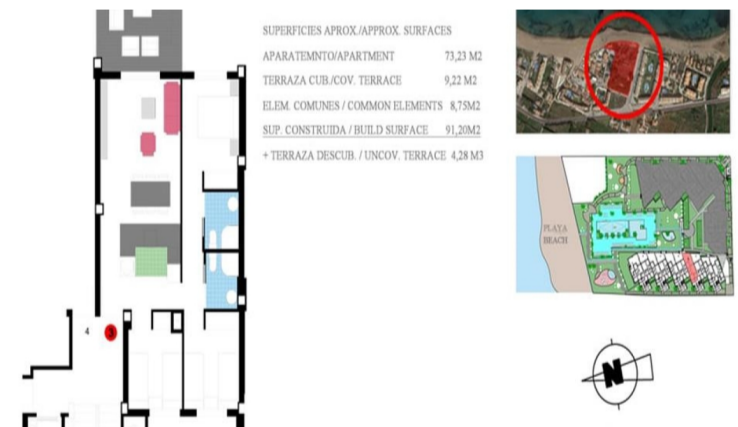 SUPERFICIES APROX./APPROX. SURFACES
APARATEMNTO/APARTMENT 73,23 M2
TERRAZA CUB./COV. TERRACE 9,22 M2
ELEM. COMUNES / COMMON ELEMENTS 8,75M2
SUP. CONSTRUIDA / BUILD SURFACE 91,20M2
+ TERRAZA DESCUB. / UNCOV. TERRACE 4,28 M3
PLAYA
BEACH
4 3
N